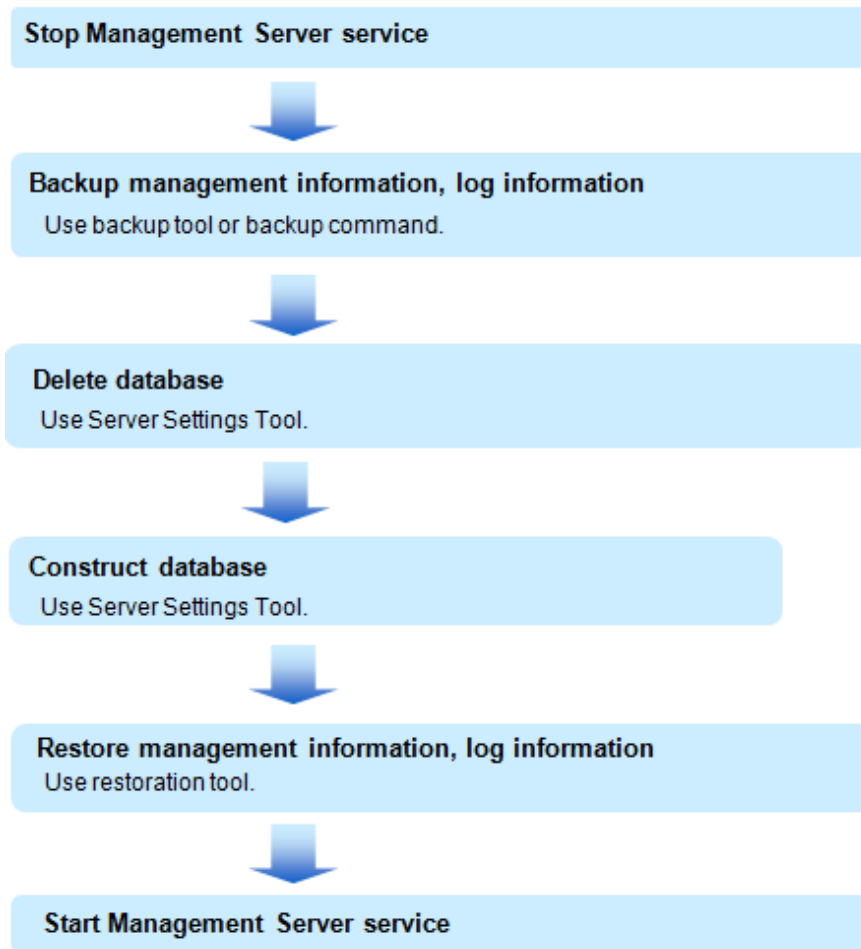 Stop Management Server service
Backup management information, log information
Use backup tool or backup command.
Delete database
Use Server Settings Tool.
Construct database
Use Server Settings Tool.
Restore management information, log information
Use restoration tool.
Start Management Server service